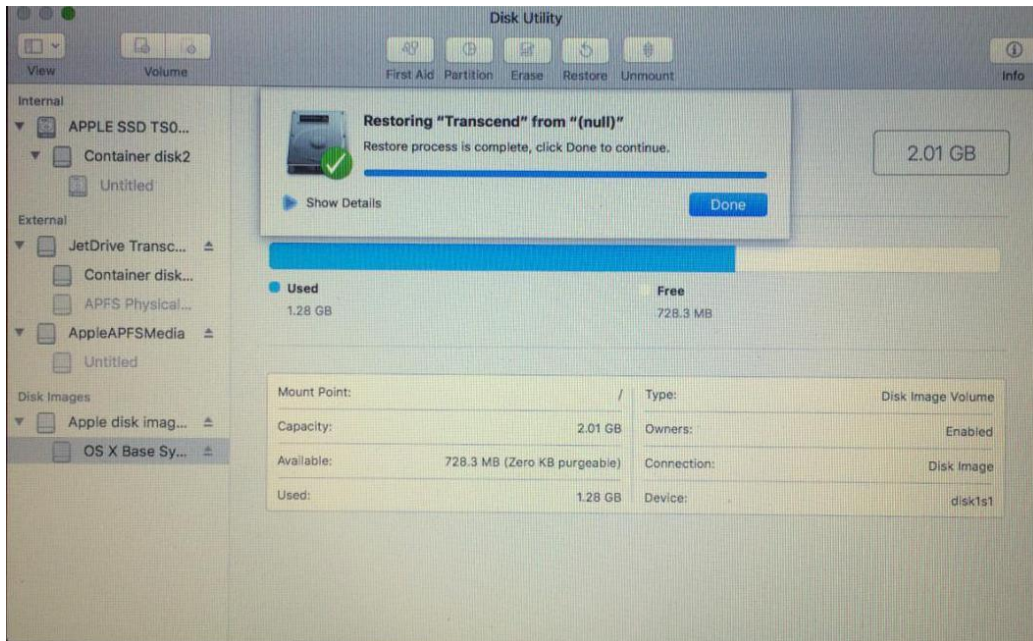 Disk Utility
View
Volume
First Aid
Partition
Erase
Restore
Unmount
Info
Internal
APPLE SSD TS0...
Container disk2
Untitled
External
JetDrive Transc...
Container disk...
APFS Physical...
AppleAPFSMedia
Untitled
Disk Images
Apple disk imag...
OS X Base Sy...
Restoring "Transcend" from "(null)"
Restore process is complete, click Done to continue.
Show Details
Done
2.01 GB
Used
1.28 GB
Free
728.3 MB
Mount Point: /
Capacity: 2.01 GB
Available: 728.3 MB (Zero KB purgeable)
Used: 1.28 GB
Type: Disk Image Volume
Owners: Enabled
Connection: Disk Image
Device: disk1s1